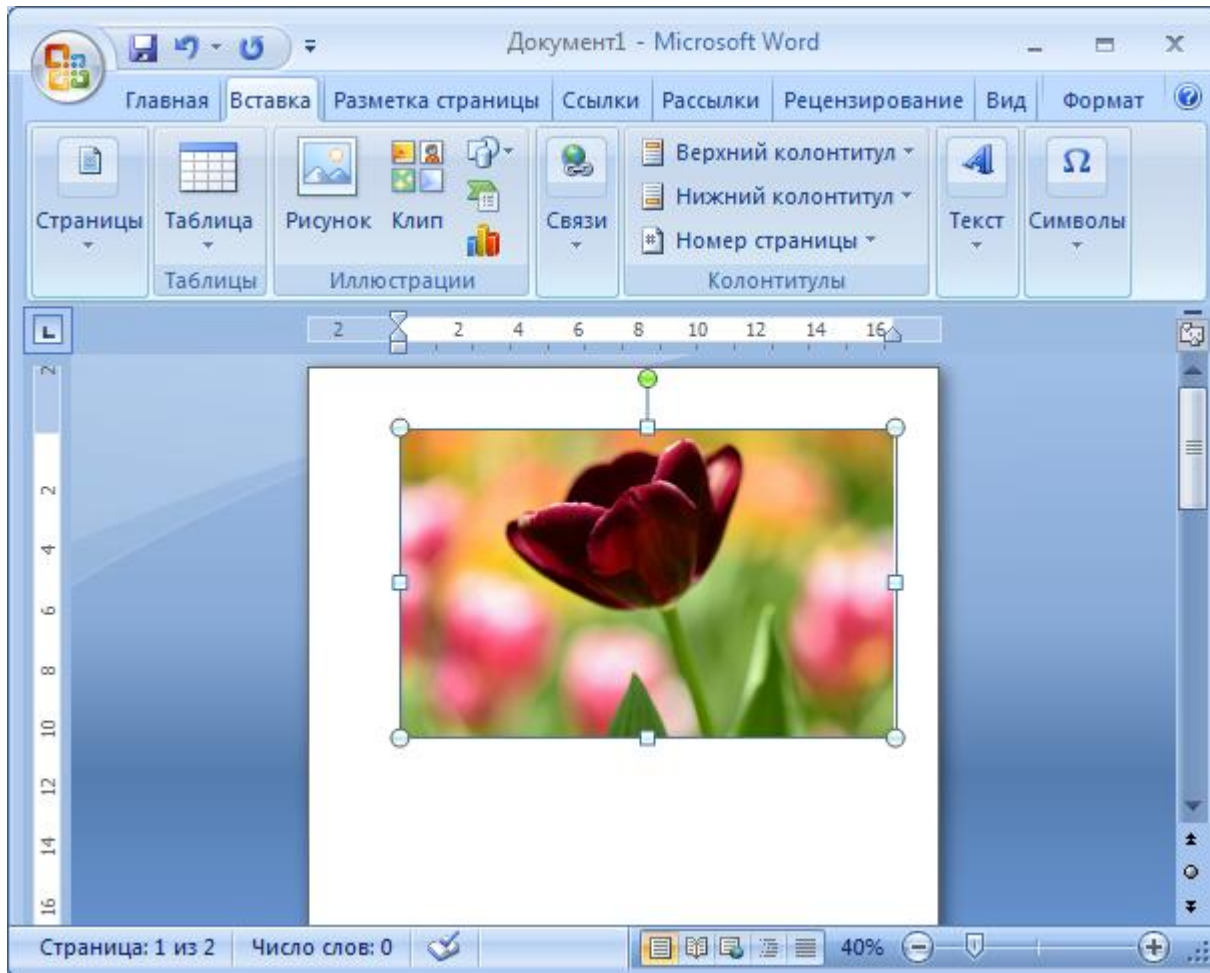 Документ1 - Microsoft Word
Главная Вставка Разметка страницы Ссылки Рассылки Рецензирование Вид Формат
Страницы
Таблица
Таблицы
Рисунок Клип
Иллюстрации
Связи
Верхний колонтитул
Нижний колонтитул
Номер страницы
Колонтитулы
Текст
Символы
2 2 4 6 8 10 12 14 16
2
2
4
6
8
10
12
14
16
Страница: 1 из 2 Число слов: 0 40%